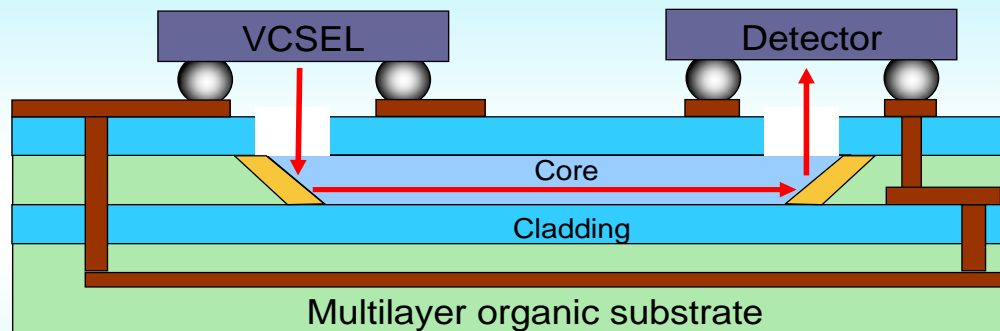 VCSEL
Detector
Core
Cladding
Multilayer organic substrate